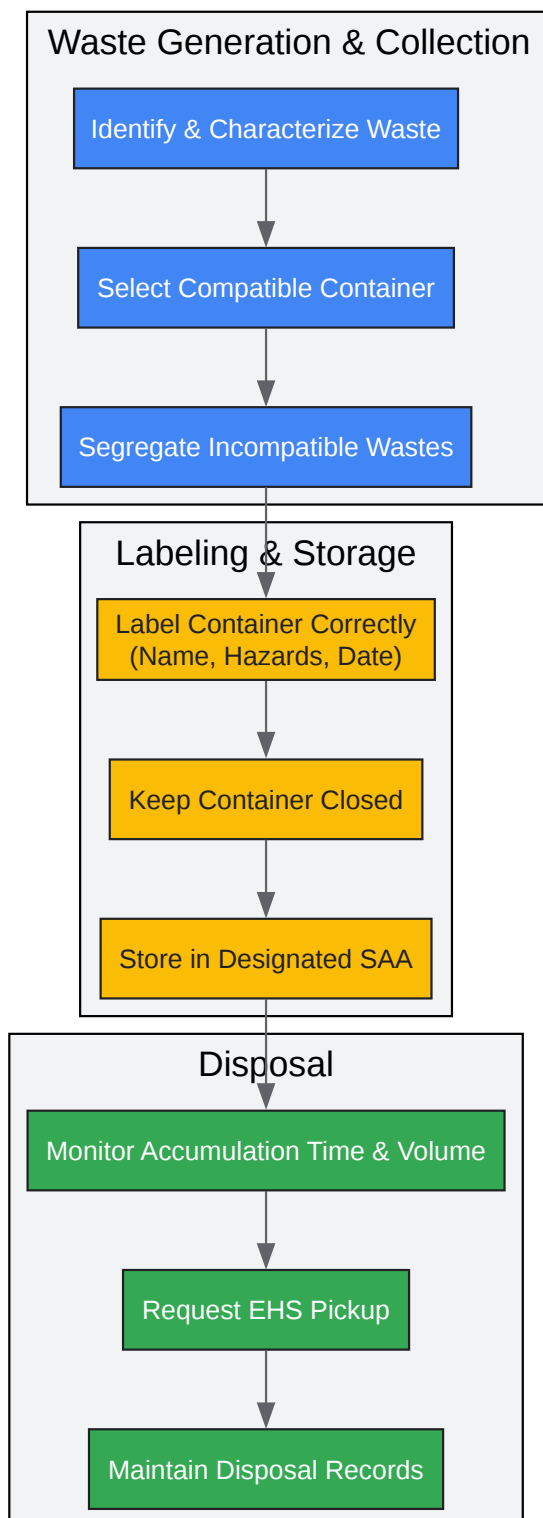 Waste Generation & Collection
Identify & Characterize Waste
Select Compatible Container
Segregate Incompatible Wastes
Labeling & Storage
Label Container Correctly
(Name, Hazards, Date)
Keep Container Closed
Store in Designated SAA
Disposal
Monitor Accumulation Time & Volume
Request EHS Pickup
Maintain Disposal Records